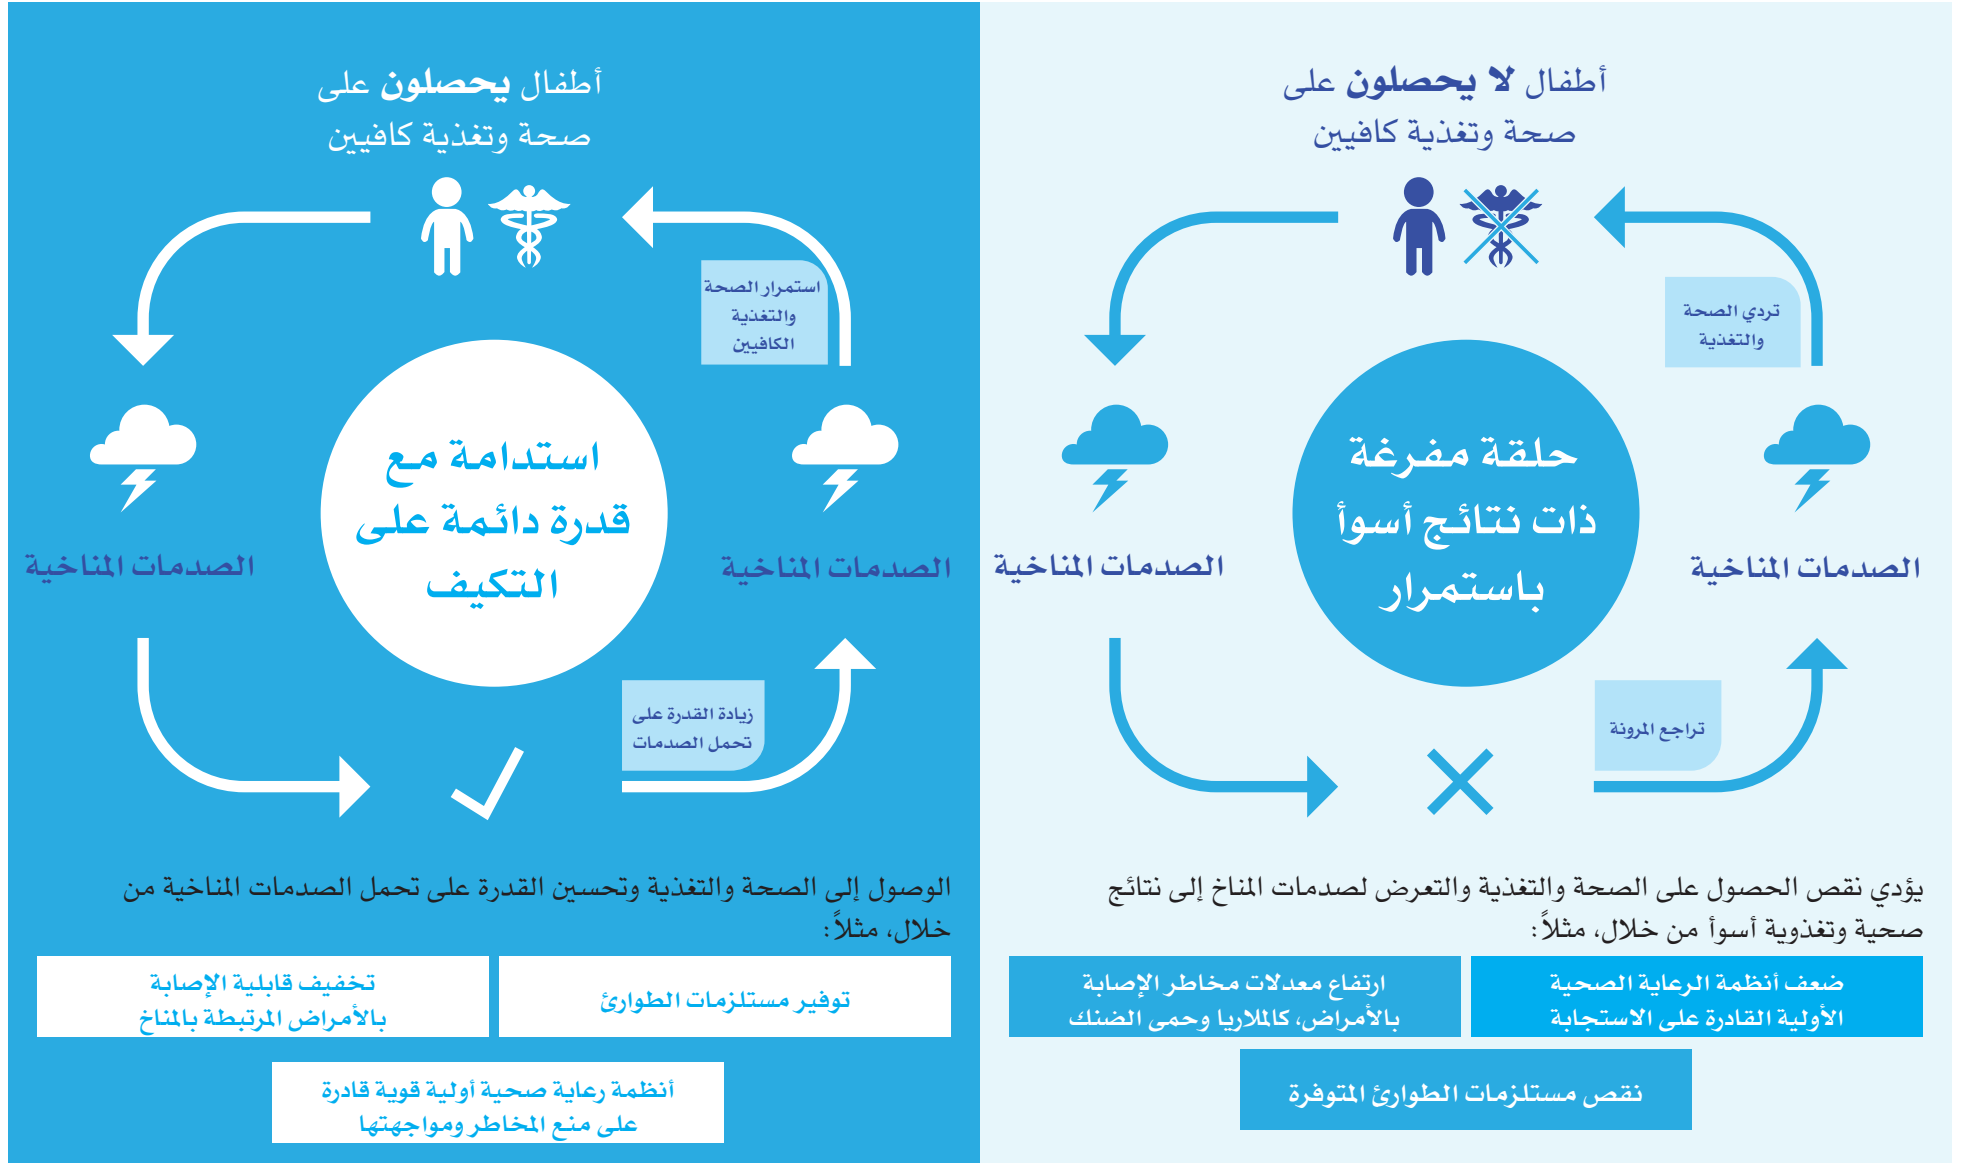 أطفال لا يحصلون على
صحة وتغذية كافيين
تردي الصحة
والتغذية
حلقة مفرغة
ذات نتائج أسوأ
باستمرار
الصدمات المناخية
الصدمات المناخية
تراجع المرونة
يؤدي نقص الحصول على الصحة والتغذية والتعرض لصدمات المناخ إلى نتائج
صحية وتغذوية أسوأ من خلال، مثلاً:
ضعف أنظمة الرعاية الصحية
الأولية القادرة على الاستجابة
ارتفاع معدلات مخاطر الإصابة
بالأمراض، كالملاريا وحمى الضنك
نقص مستلزمات الطوارئ المتوفرة
أطفال يحصلون على
صحة وتغذية كافيين
استمرار الصحة
والتغذية
الكافيين
استدامة مع
قدرة دائمة على
التكيف
الصدمات المناخية
الصدمات المناخية
زيادة القدرة على
تحمل الصدمات
الوصول إلى الصحة والتغذية وتحسين القدرة على تحمل الصدمات المناخية من
خلال، مثلاً:
توفير مستلزمات الطوارئ
تخفيف قابلية الإصابة
بالأمراض المرتبطة بالمناخ
أنظمة رعاية صحية أولية قوية قادرة
على منع المخاطر ومواجهتها